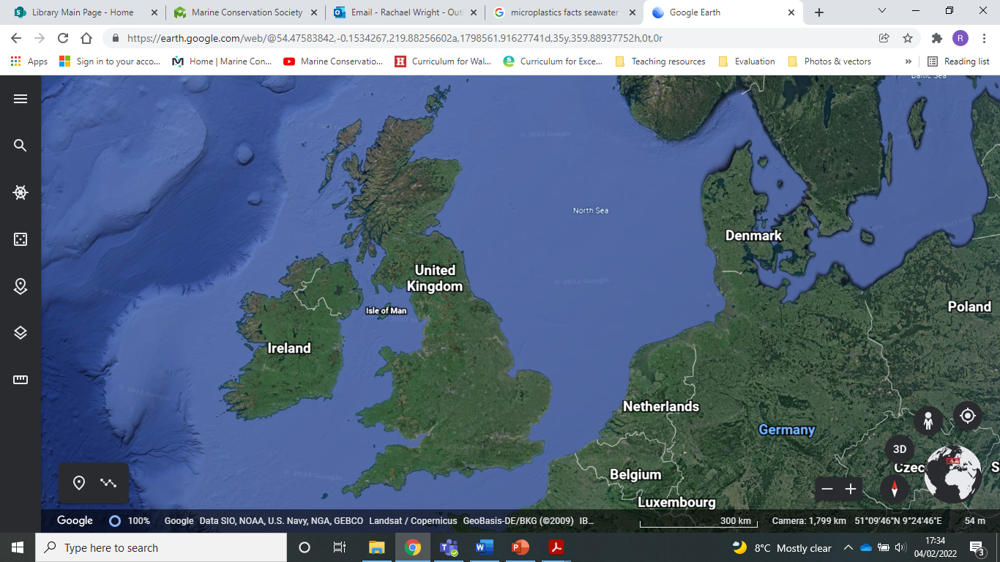 Library Main Page - Home
Marine Conservation Society
Email - Rachael Wright - Out
microplastics facts seawater -
Google Earth
https://earth.google.com/web/@54.47583842,-0.1534267,219.88256602a,1798561.91627741d,35y,359.88937752h,0t,0r
R
Apps
Sign in to your acco...
Home | Marine Con...
Marine Conservatio...
Curriculum for Wal...
Curriculum for Exce...
Teaching resources
Evaluation
Photos & vectors
»
Reading list
Baltic Sea
© 2022 Google
North Sea
Denmark
United
Kingdom
© 2022 Google
Poland
Isle of Man
Ireland
Netherlands
Germany
3D
Belgium
Czec
S
Luxembourg
Google
100%
Google Data SIO, NOAA, U.S. Navy, NGA, GEBCO Landsat / Copernicus GeoBasis-DE/BKG (©2009) IB...
300 km
Camera: 1,799 km 51°09'46"N 9°24'46"E
54 m
Type here to search
8°C Mostly clear
17:34
04/02/2022
3